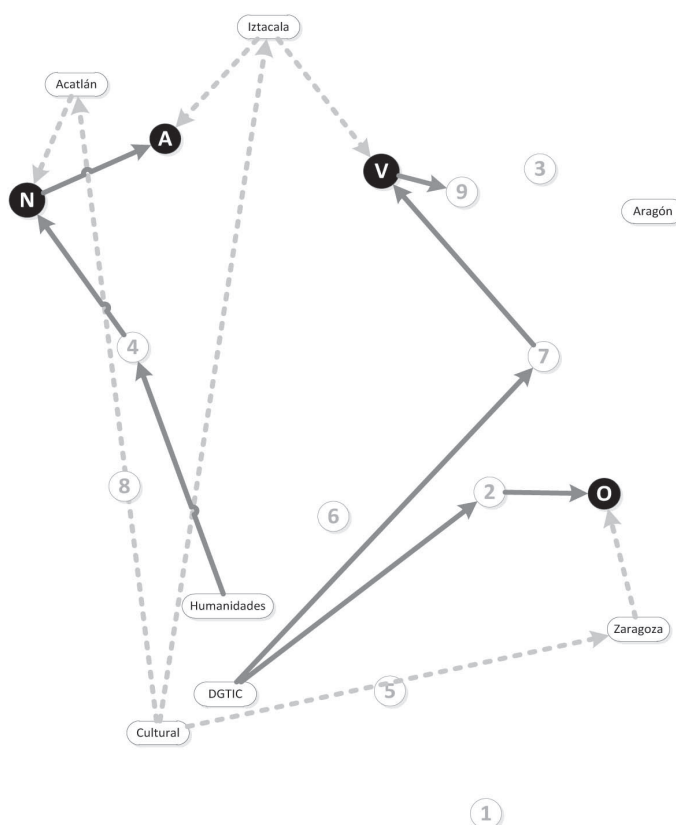 Iztacala
Acatlán
A
V
3
9
N
Aragón
4
7
8
2
O
6
Humanidades
Zaragoza
DGTIC
5
Cultural
1